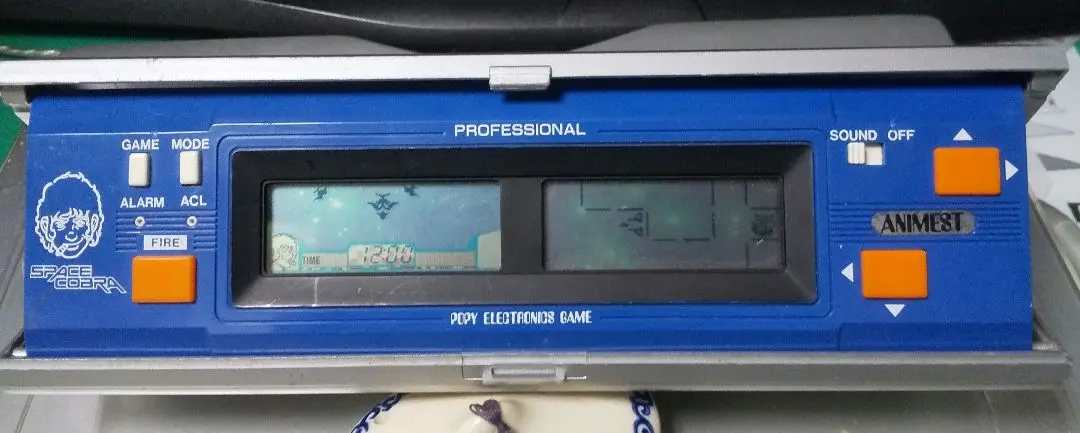 PROFESSIONAL
GAME MODE
SOUND OFF
ALARM ACL
FIRE
SPACE
COBRA
TIME 12:00
ANIMEST
POPY ELECTRONICS GAME